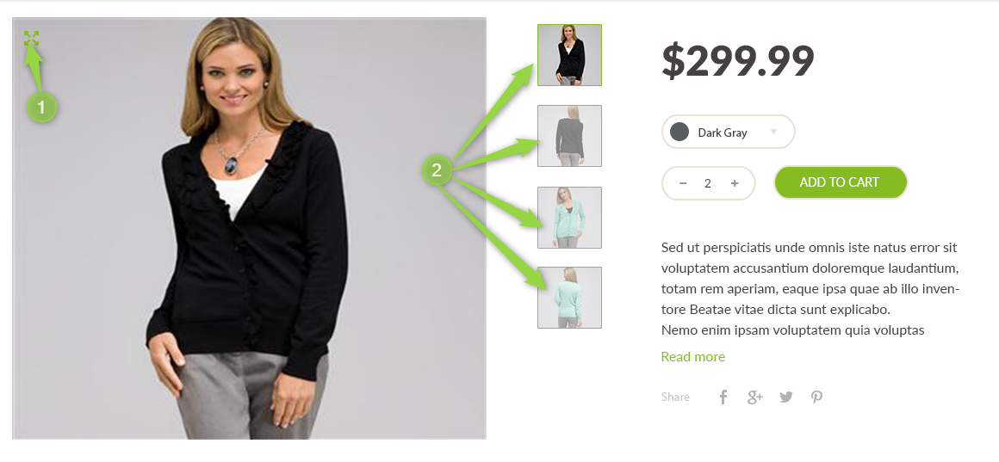 1
2
$299.99
Dark Gray
− 2 +
ADD TO CART
Sed ut perspiciatis unde omnis iste natus error sit
voluptatem accusantium doloremque laudantium,
totam rem aperiam, eaque ipsa quae ab illo inven-
tore Beatae vitae dicta sunt explicabo.
Nemo enim ipsam voluptatem quia voluptas
Read more
Share